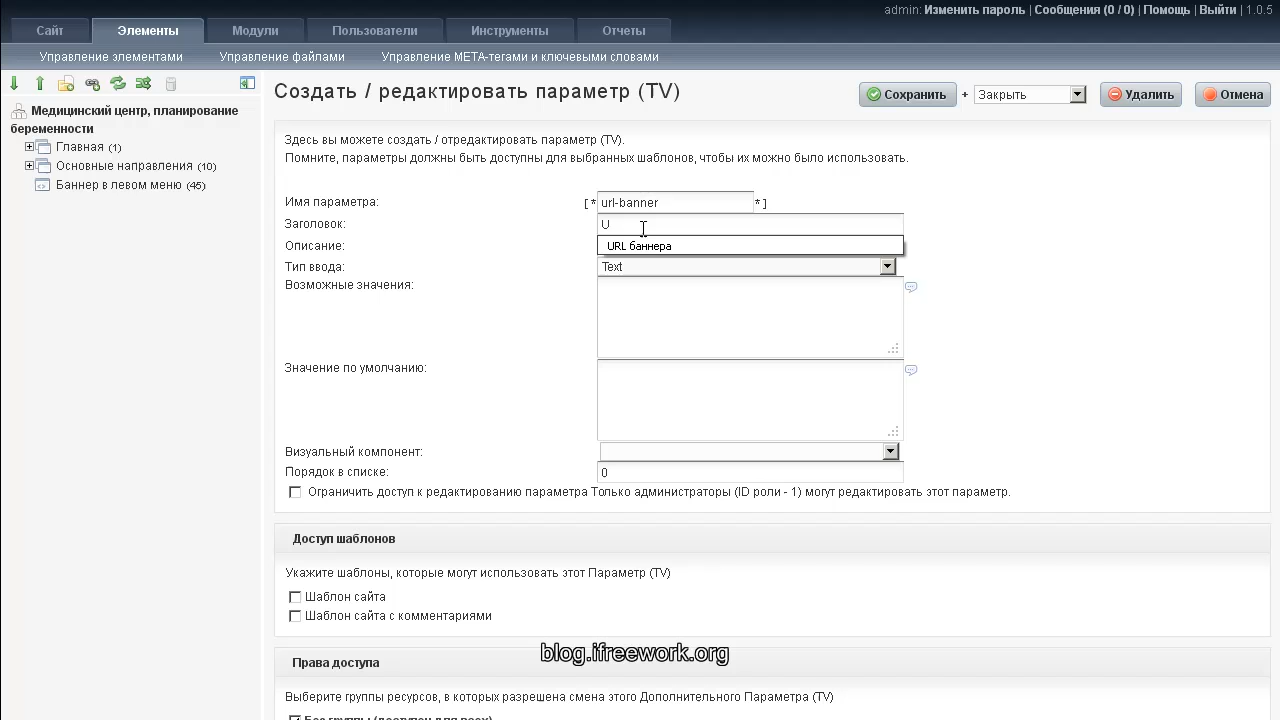 admin: Изменить пароль | Сообщения (0 / 0) | Помощь | Выйти | 1.0.5
Сайт Элементы Модули Пользователи Инструменты Отчеты
Управление элементами Управление файлами Управление META-тегами и ключевыми словами
Медицинский центр, планирование
беременности
Главная (1)
Основные направления (10)
Баннер в левом меню (45)
Создать / редактировать параметр (TV)
Сохранить + Закрыть Удалить Отмена
Здесь вы можете создать / отредактировать параметр (TV).
Помните, параметры должны быть доступны для выбранных шаблонов, чтобы их можно было использовать.
Имя параметра: [* url-banner *]
Заголовок: U
Описание: URL баннера
Тип ввода: Text
Возможные значения:
Значение по умолчанию:
Визуальный компонент:
Порядок в списке: 0
Ограничить доступ к редактированию параметра Только администраторы (ID роли - 1) могут редактировать этот параметр.
Доступ шаблонов
Укажите шаблоны, которые могут использовать этот Параметр (TV)
Шаблон сайта
Шаблон сайта с комментариями
blog.ifreework.org
Права доступа
Выберите группы ресурсов, в которых разрешена смена этого Дополнительного Параметра (TV)
Без группы (доступен для всех)